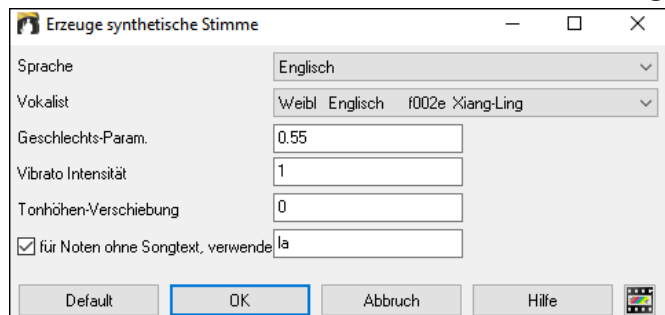 Erzeuge synthetische Stimme
Sprache Englisch
Vokalist Weibl Englisch f002e Xiang-Ling
Geschlechts-Param. 0.55
Vibrato Intensität 1
Tonhöhen-Verschiebung 0
für Noten ohne Songtext, verwende la
Default OK Abbruch Hilfe